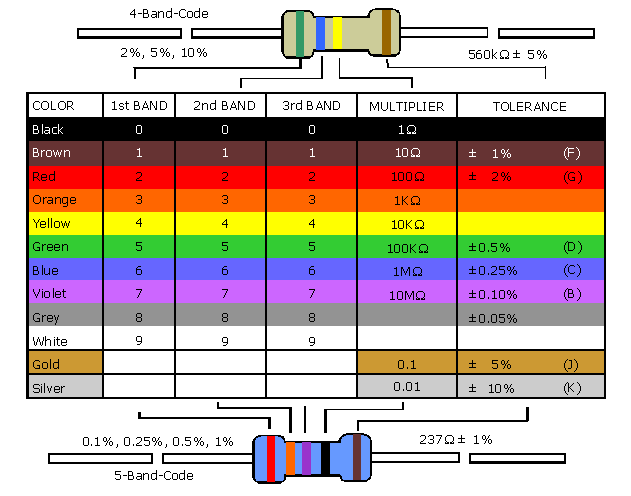 4-Band-Code
2%, 5%, 10%
560kΩ ± 5%
COLOR 1st BAND 2nd BAND 3rd BAND MULTIPLIER TOLERANCE
Black 0 0 0 1Ω
Brown 1 1 1 10Ω ± 1% (F)
Red 2 2 2 100Ω ± 2% (G)
Orange 3 3 3 1KΩ
Yellow 4 4 4 10KΩ
Green 5 5 5 100KΩ ±0.5% (D)
Blue 6 6 6 1MΩ ±0.25% (C)
Violet 7 7 7 10MΩ ±0.10% (B)
Grey 8 8 8 ±0.05%
White 9 9 9
Gold 0.1 ± 5% (J)
Silver 0.01 ± 10% (K)
0.1%, 0.25%, 0.5%, 1%
237Ω ± 1%
5-Band-Code